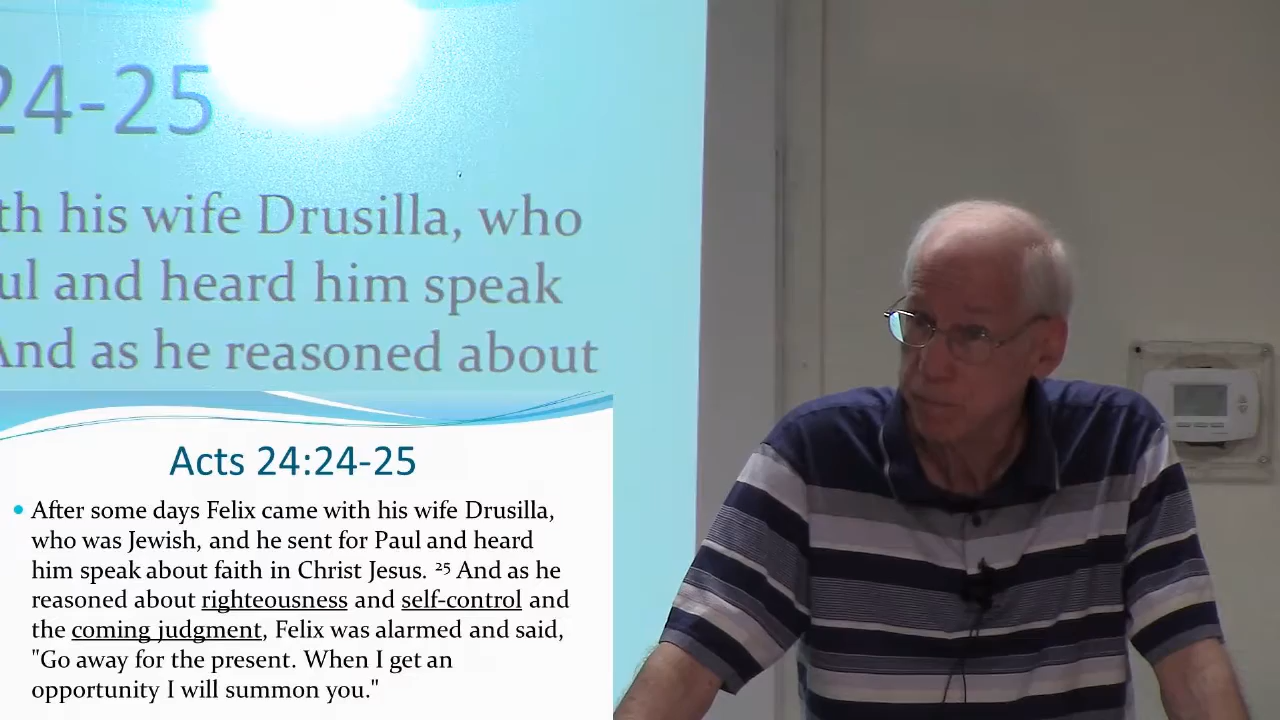 24-25
th his wife Drusilla, who
ul and heard him speak
And as he reasoned about
Acts 24:24-25
• After some days Felix came with his wife Drusilla,
who was Jewish, and he sent for Paul and heard
him speak about faith in Christ Jesus. ²⁵ And as he
reasoned about righteousness and self-control and
the coming judgment, Felix was alarmed and said,
"Go away for the present. When I get an
opportunity I will summon you."